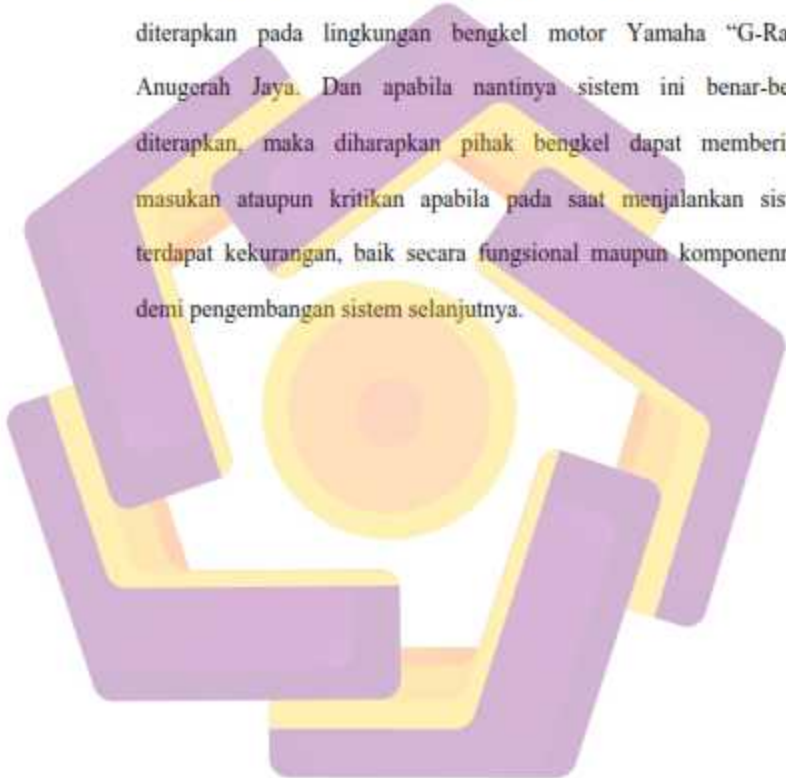 diterapkan pada lingkungan bengkel motor Yamaha “G-Ra
Anugerah Jaya. Dan apabila nantinya sistem ini benar-be
diterapkan, maka diharapkan pihak bengkel dapat memberi
masukan ataupun kritikan apabila pada saat menjalankan sis
terdapat kekurangan, baik secara fungsional maupun komponenn
demi pengembangan sistem selanjutnya.